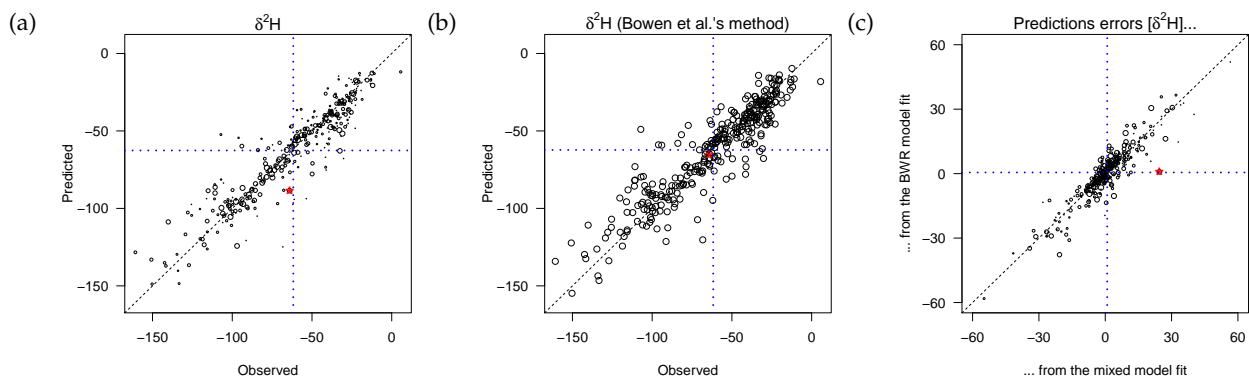 (a)
δ²H
0
−50
−100
−150
Predicted
−150 −100 −50 0
Observed
(b)
δ²H (Bowen et al.'s method)
0
−50
−100
−150
Predicted
−150 −100 −50 0
Observed
(c)
Predictions errors [δ²H]...
60
30
0
−30
−60
... from the BWR model fit
−60 −30 0 30 60
... from the mixed model fit